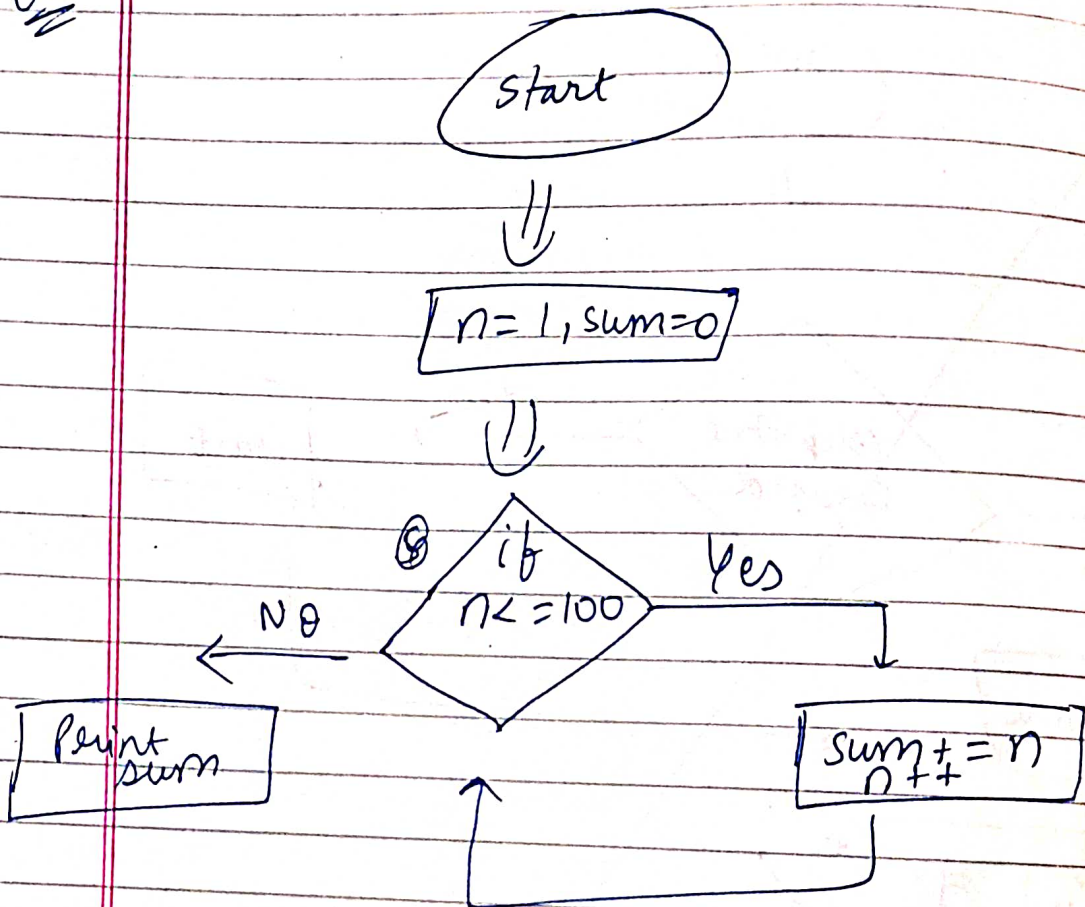 start
n=1, sum=0
if
n<=100
Yes
No
Print
sum
sum+=n
n++